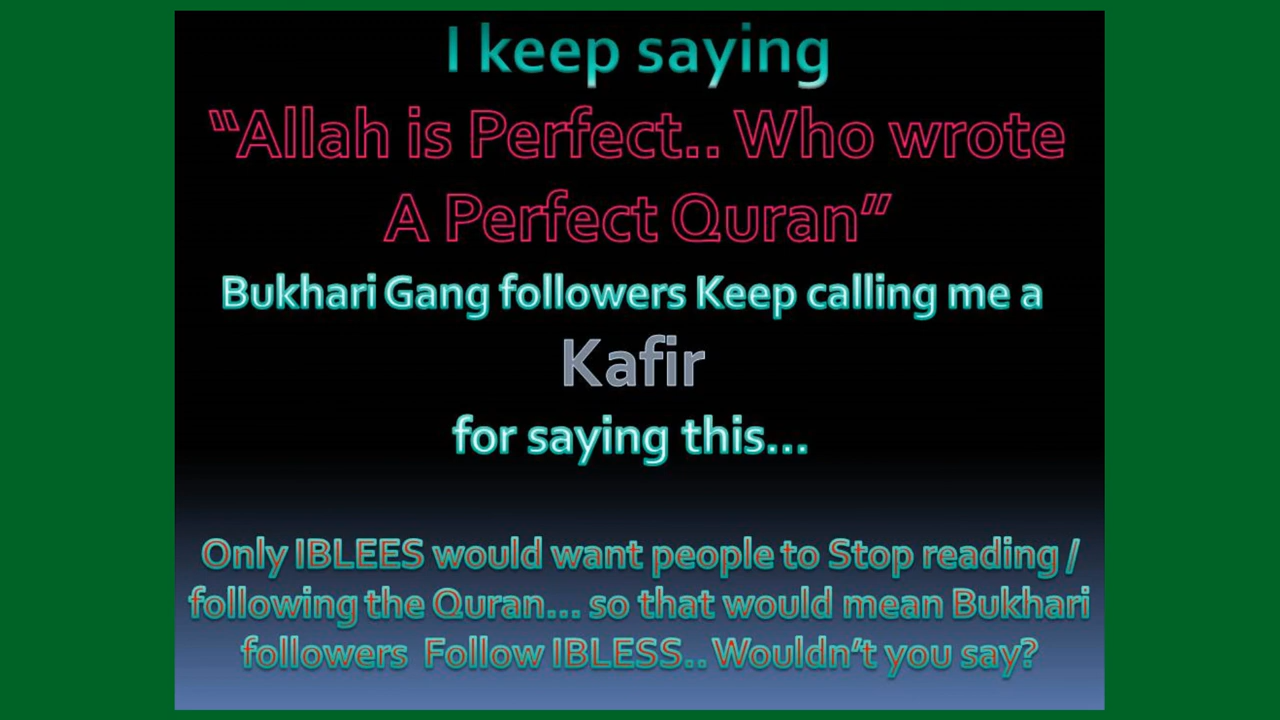 I keep saying
“Allah is Perfect.. Who wrote
A Perfect Quran”
Bukhari Gang followers Keep calling me a
Kafir
for saying this...
Only IBLEES would want people to Stop reading /
following the Quran... so that would mean Bukhari
followers Follow IBLESS.. Wouldn’t you say?